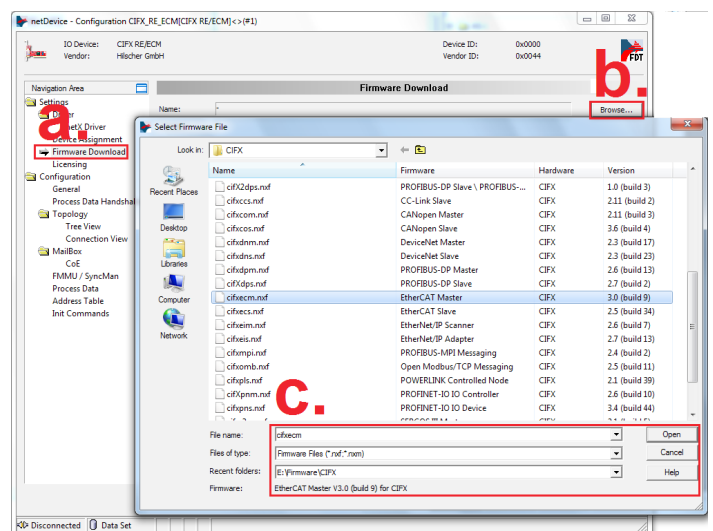 netDevice - Configuration CIFX_RE_ECM[CIFX RE/ECM]<>(#1)
IO Device: CIFX RE/ECM Device ID: 0x0000
Vendor: Hilscher GmbH Vendor ID: 0x0044
FDT
Navigation Area Firmware Download
b.
Settings
Driver Name: - Browse...
a.
netX Driver
Device Assignment
Firmware Download
Licensing
Configuration
General
Process Data Handshake
Topology
Tree View
Connection View
MailBox
CoE
FMMU / SyncMan
Process Data
Address Table
Init Commands
Select Firmware File
Look in: CIFX
Recent Places
Desktop
Libraries
Computer
Network
Name Firmware Hardware Version
cifX2dps.nxf PROFIBUS-DP Slave \ PROFIBUS-... CIFX 1.0 (build 3)
cifxccs.nxf CC-Link Slave CIFX 2.11 (build 2)
cifxcom.nxf CANopen Master CIFX 2.11 (build 3)
cifxcos.nxf CANopen Slave CIFX 3.6 (build 4)
cifxdnm.nxf DeviceNet Master CIFX 2.3 (build 17)
cifxdns.nxf DeviceNet Slave CIFX 2.3 (build 23)
cifxdpm.nxf PROFIBUS-DP Master CIFX 2.6 (build 13)
cifXdps.nxf PROFIBUS-DP Slave CIFX 2.7 (build 2)
cifxecm.nxf EtherCAT Master CIFX 3.0 (build 9)
cifxecs.nxf EtherCAT Slave CIFX 2.5 (build 34)
cifxeim.nxf EtherNet/IP Scanner CIFX 2.6 (build 7)
cifxeis.nxf EtherNet/IP Adapter CIFX 2.7 (build 13)
cifxmpi.nxf PROFIBUS-MPI Messaging CIFX 2.4 (build 2)
cifxomb.nxf Open Modbus/TCP Messaging CIFX 2.5 (build 11)
cifxpls.nxf POWERLINK Controlled Node CIFX 2.1 (build 39)
cifXpnm.nxf PROFINET-IO IO Controller CIFX 2.6 (build 10)
cifxpns.nxf PROFINET-IO IO Device CIFX 3.4 (build 44)
c.
File name: cifxecm Open
Files of type: Firmware Files (*.nxf;*.nxm) Cancel
Recent folders: E:\Firmware\CIFX Help
Firmware: EtherCAT Master V3.0 (build 9) for CIFX
Disconnected Data Set